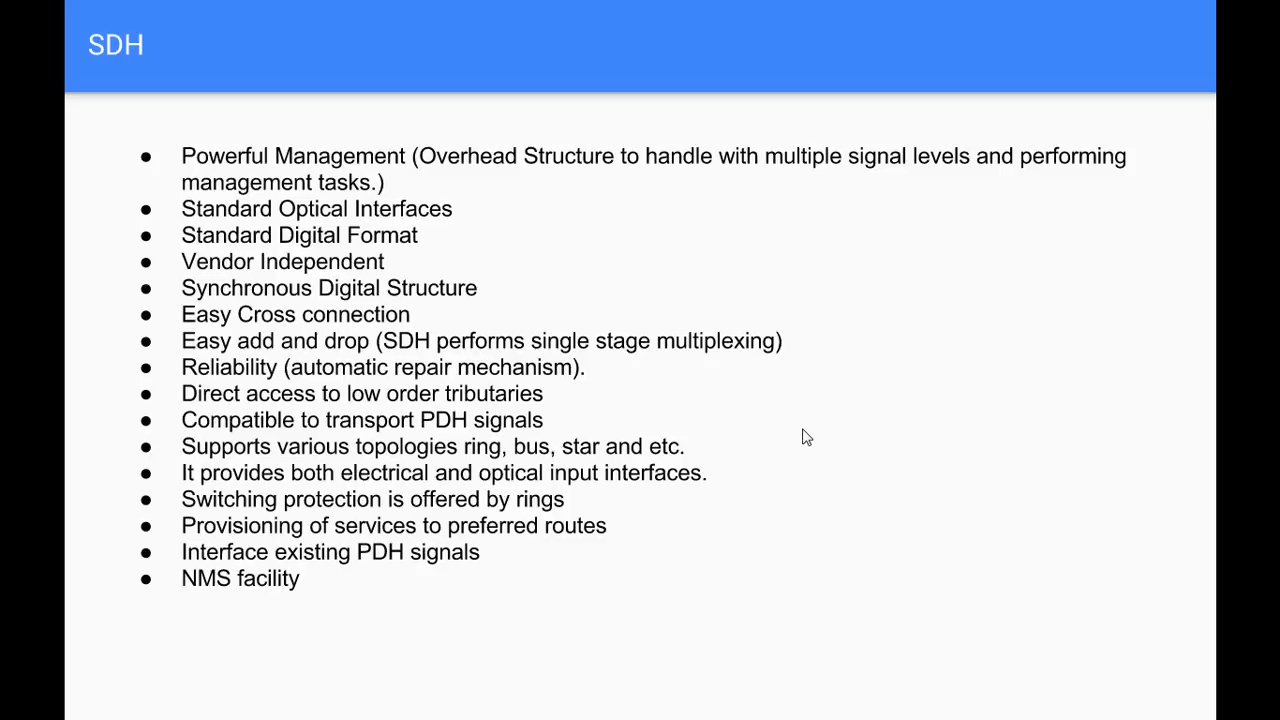 SDH
● Powerful Management (Overhead Structure to handle with multiple signal levels and performing
management tasks.)
● Standard Optical Interfaces
● Standard Digital Format
● Vendor Independent
● Synchronous Digital Structure
● Easy Cross connection
● Easy add and drop (SDH performs single stage multiplexing)
● Reliability (automatic repair mechanism).
● Direct access to low order tributaries
● Compatible to transport PDH signals
● Supports various topologies ring, bus, star and etc.
● It provides both electrical and optical input interfaces.
● Switching protection is offered by rings
● Provisioning of services to preferred routes
● Interface existing PDH signals
● NMS facility